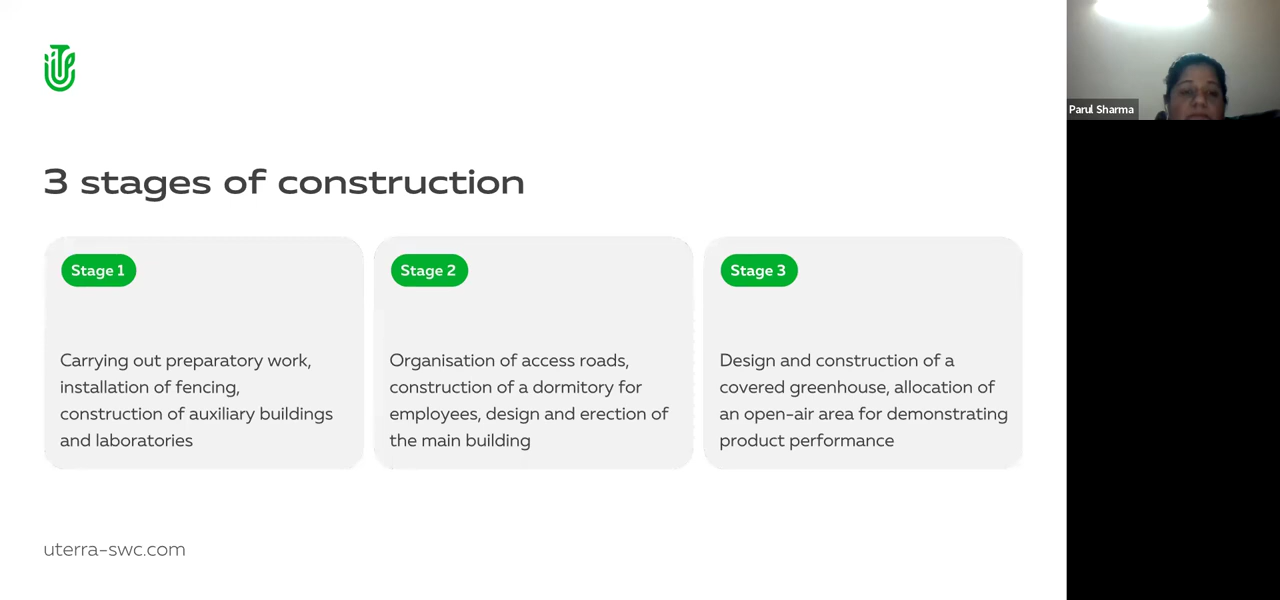 3 stages of construction
Stage 1
Carrying out preparatory work,
installation of fencing,
construction of auxiliary buildings
and laboratories
Stage 2
Organisation of access roads,
construction of a dormitory for
employees, design and erection of
the main building
Stage 3
Design and construction of a
covered greenhouse, allocation of
an open-air area for demonstrating
product performance
uterra-swc.com
Parul Sharma